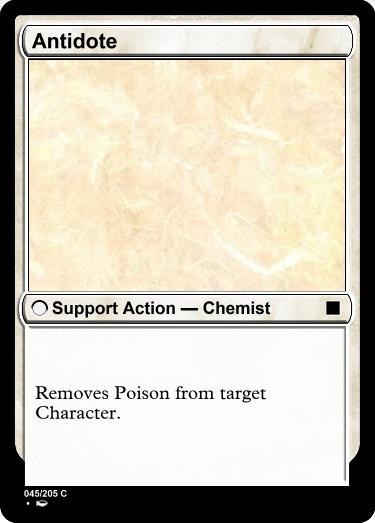 Antidote
Support Action — Chemist
Removes Poison from target
Character.
045/205 C